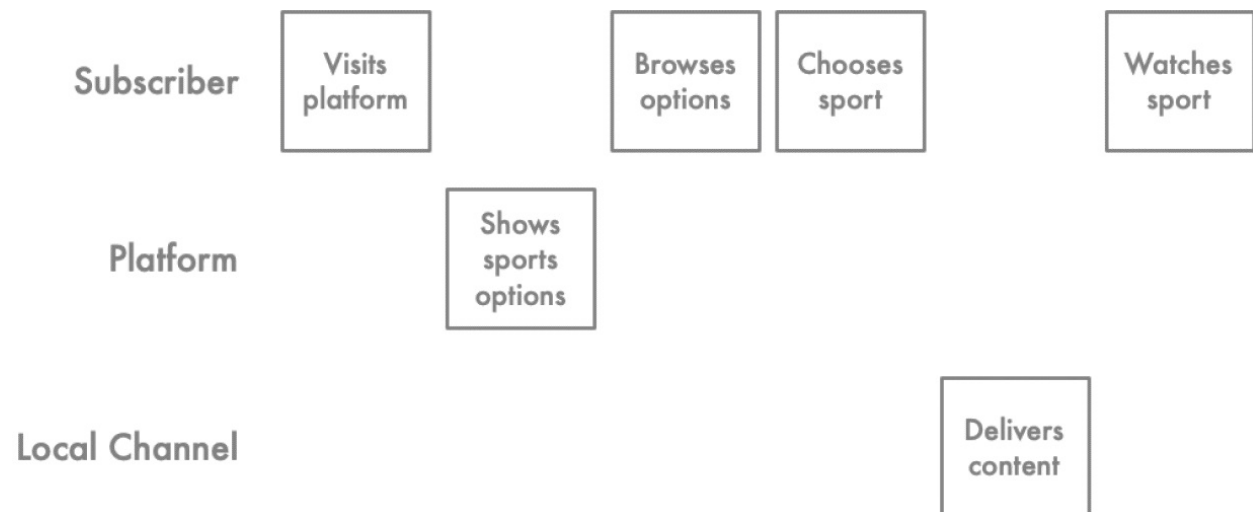 Subscriber
Visits
platform
Browses
options
Chooses
sport
Watches
sport
Platform
Shows
sports
options
Local Channel
Delivers
content